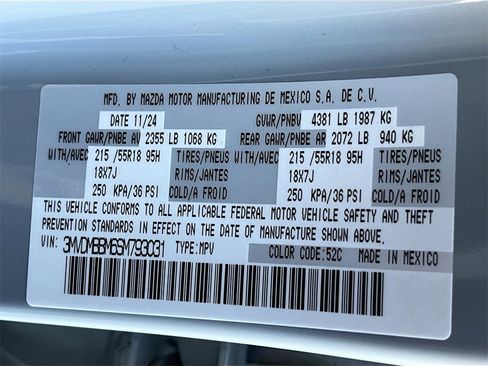 MFD. BY MAZDA MOTOR MANUFACTURING DE MEXICO S.A. DE C.V.
DATE 11/24 GVWR/PNBV 4381 LB 1987 KG
FRONT GAWR/PNBE AV 2355 LB 1068 KG REAR GAWR/PNBE AR 2072 LB 940 KG
WITH/AVEC 215 /55R18 95H TIRES/PNEUS WITH/AVEC 215 /55R18 95H TIRES/PNEUS
18X7J RIMS/JANTES 18X7J RIMS/JANTES
250 KPA/36 PSI COLD/A FROID 250 KPA/36 PSI COLD/A FROID
THIS VEHICLE CONFORMS TO ALL APPLICABLE FEDERAL MOTOR VEHICLE SAFETY AND THEFT
PREVENTION STANDARDS IN EFFECT ON THE DATE OF MANUFACTURE SHOWN ABOVE.
VIN: 3MVDMBBM6SM793031 TYPE: MPV COLOR CODE: 52C MADE IN MEXICO